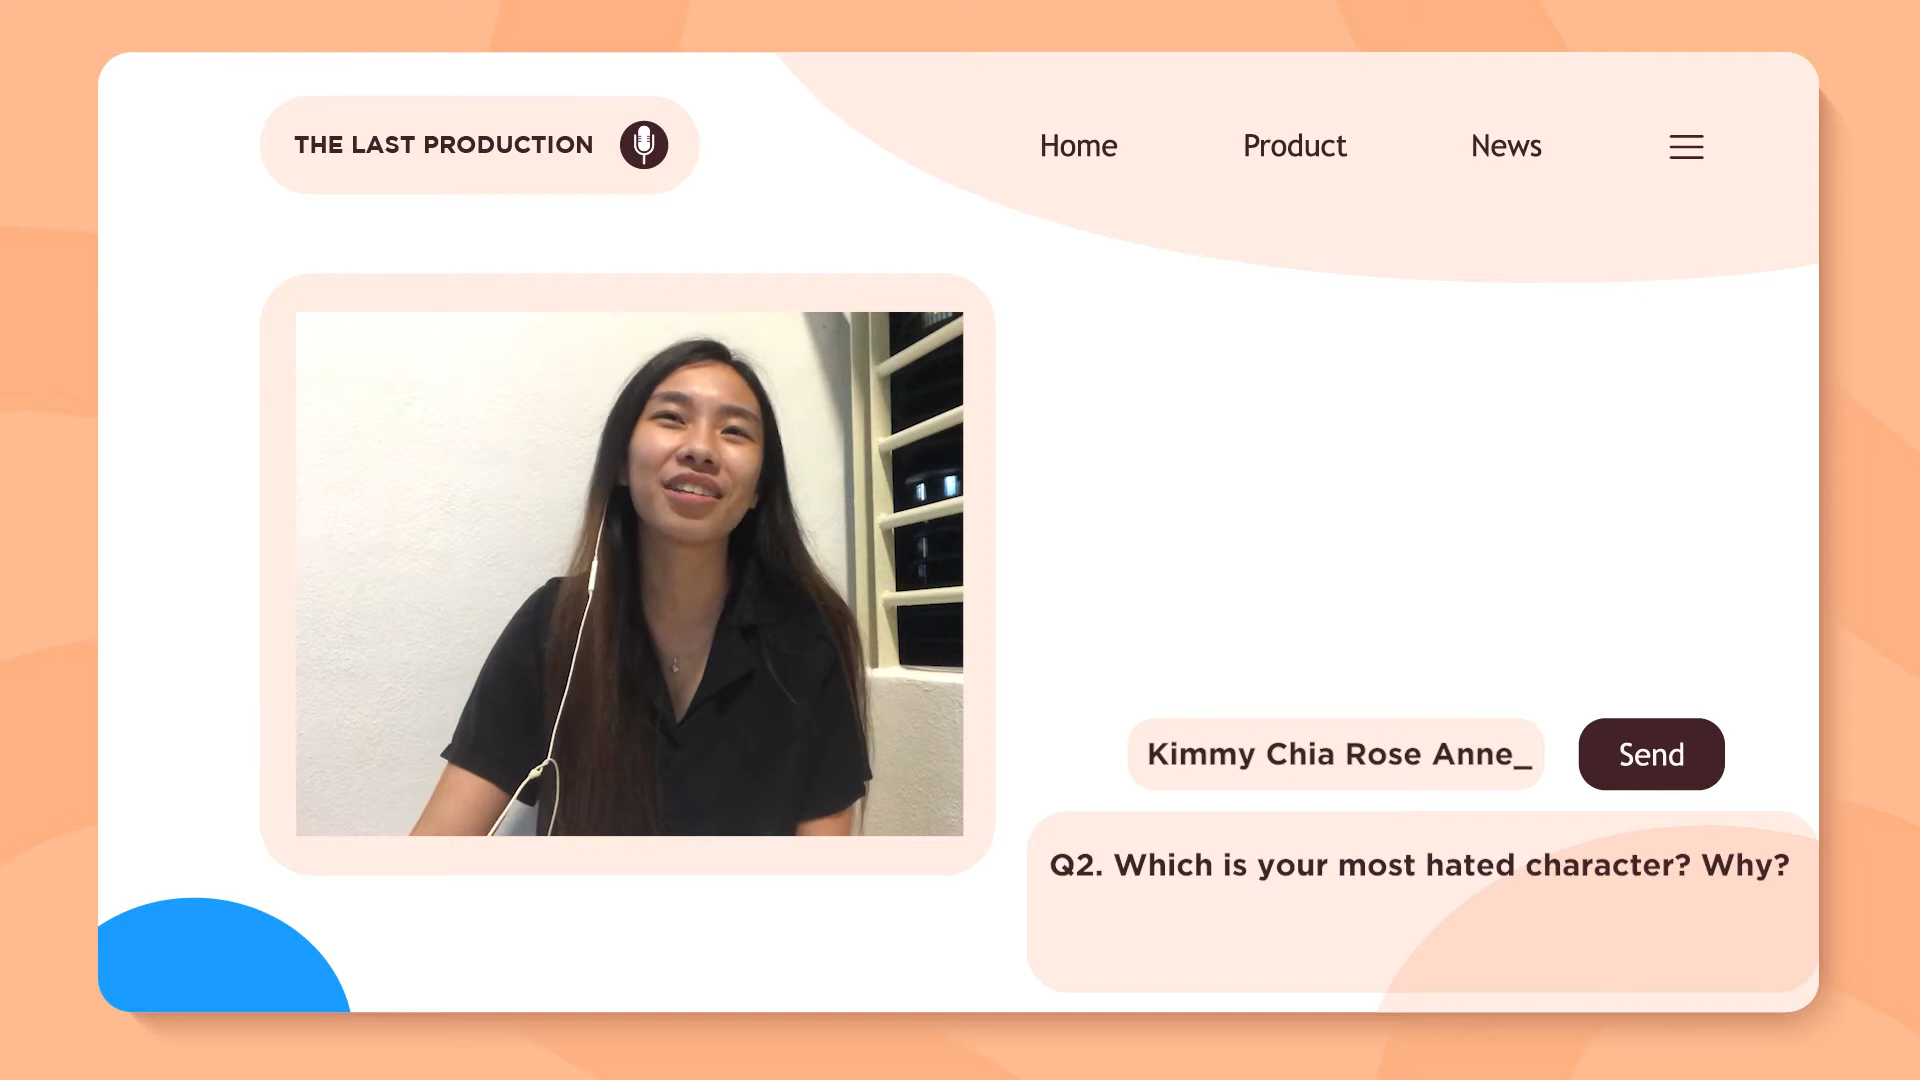 THE LAST PRODUCTION
Home Product News
Kimmy Chia Rose Anne_
Send
Q2. Which is your most hated character? Why?